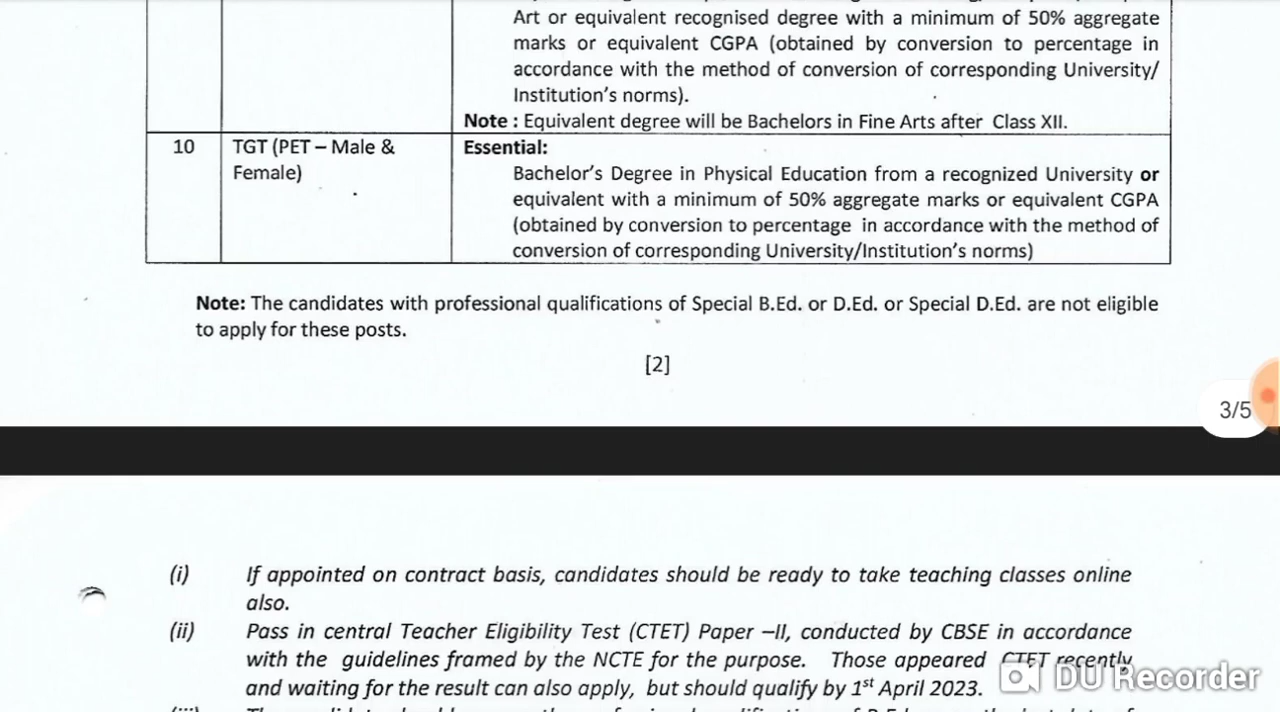 Art or equivalent recognised degree with a minimum of 50% aggregate
marks or equivalent CGPA (obtained by conversion to percentage in
accordance with the method of conversion of corresponding University/
Institution's norms).
Note : Equivalent degree will be Bachelors in Fine Arts after Class XII.
10
TGT (PET – Male &
Female)
Essential:
Bachelor's Degree in Physical Education from a recognized University or
equivalent with a minimum of 50% aggregate marks or equivalent CGPA
(obtained by conversion to percentage in accordance with the method of
conversion of corresponding University/Institution's norms)
Note: The candidates with professional qualifications of Special B.Ed. or D.Ed. or Special D.Ed. are not eligible
to apply for these posts.
[2]
3/5
(i) If appointed on contract basis, candidates should be ready to take teaching classes online
also.
(ii) Pass in central Teacher Eligibility Test (CTET) Paper –II, conducted by CBSE in accordance
with the guidelines framed by the NCTE for the purpose. Those appeared CTET recently
and waiting for the result can also apply, but should qualify by 1st April 2023.
DU Recorder